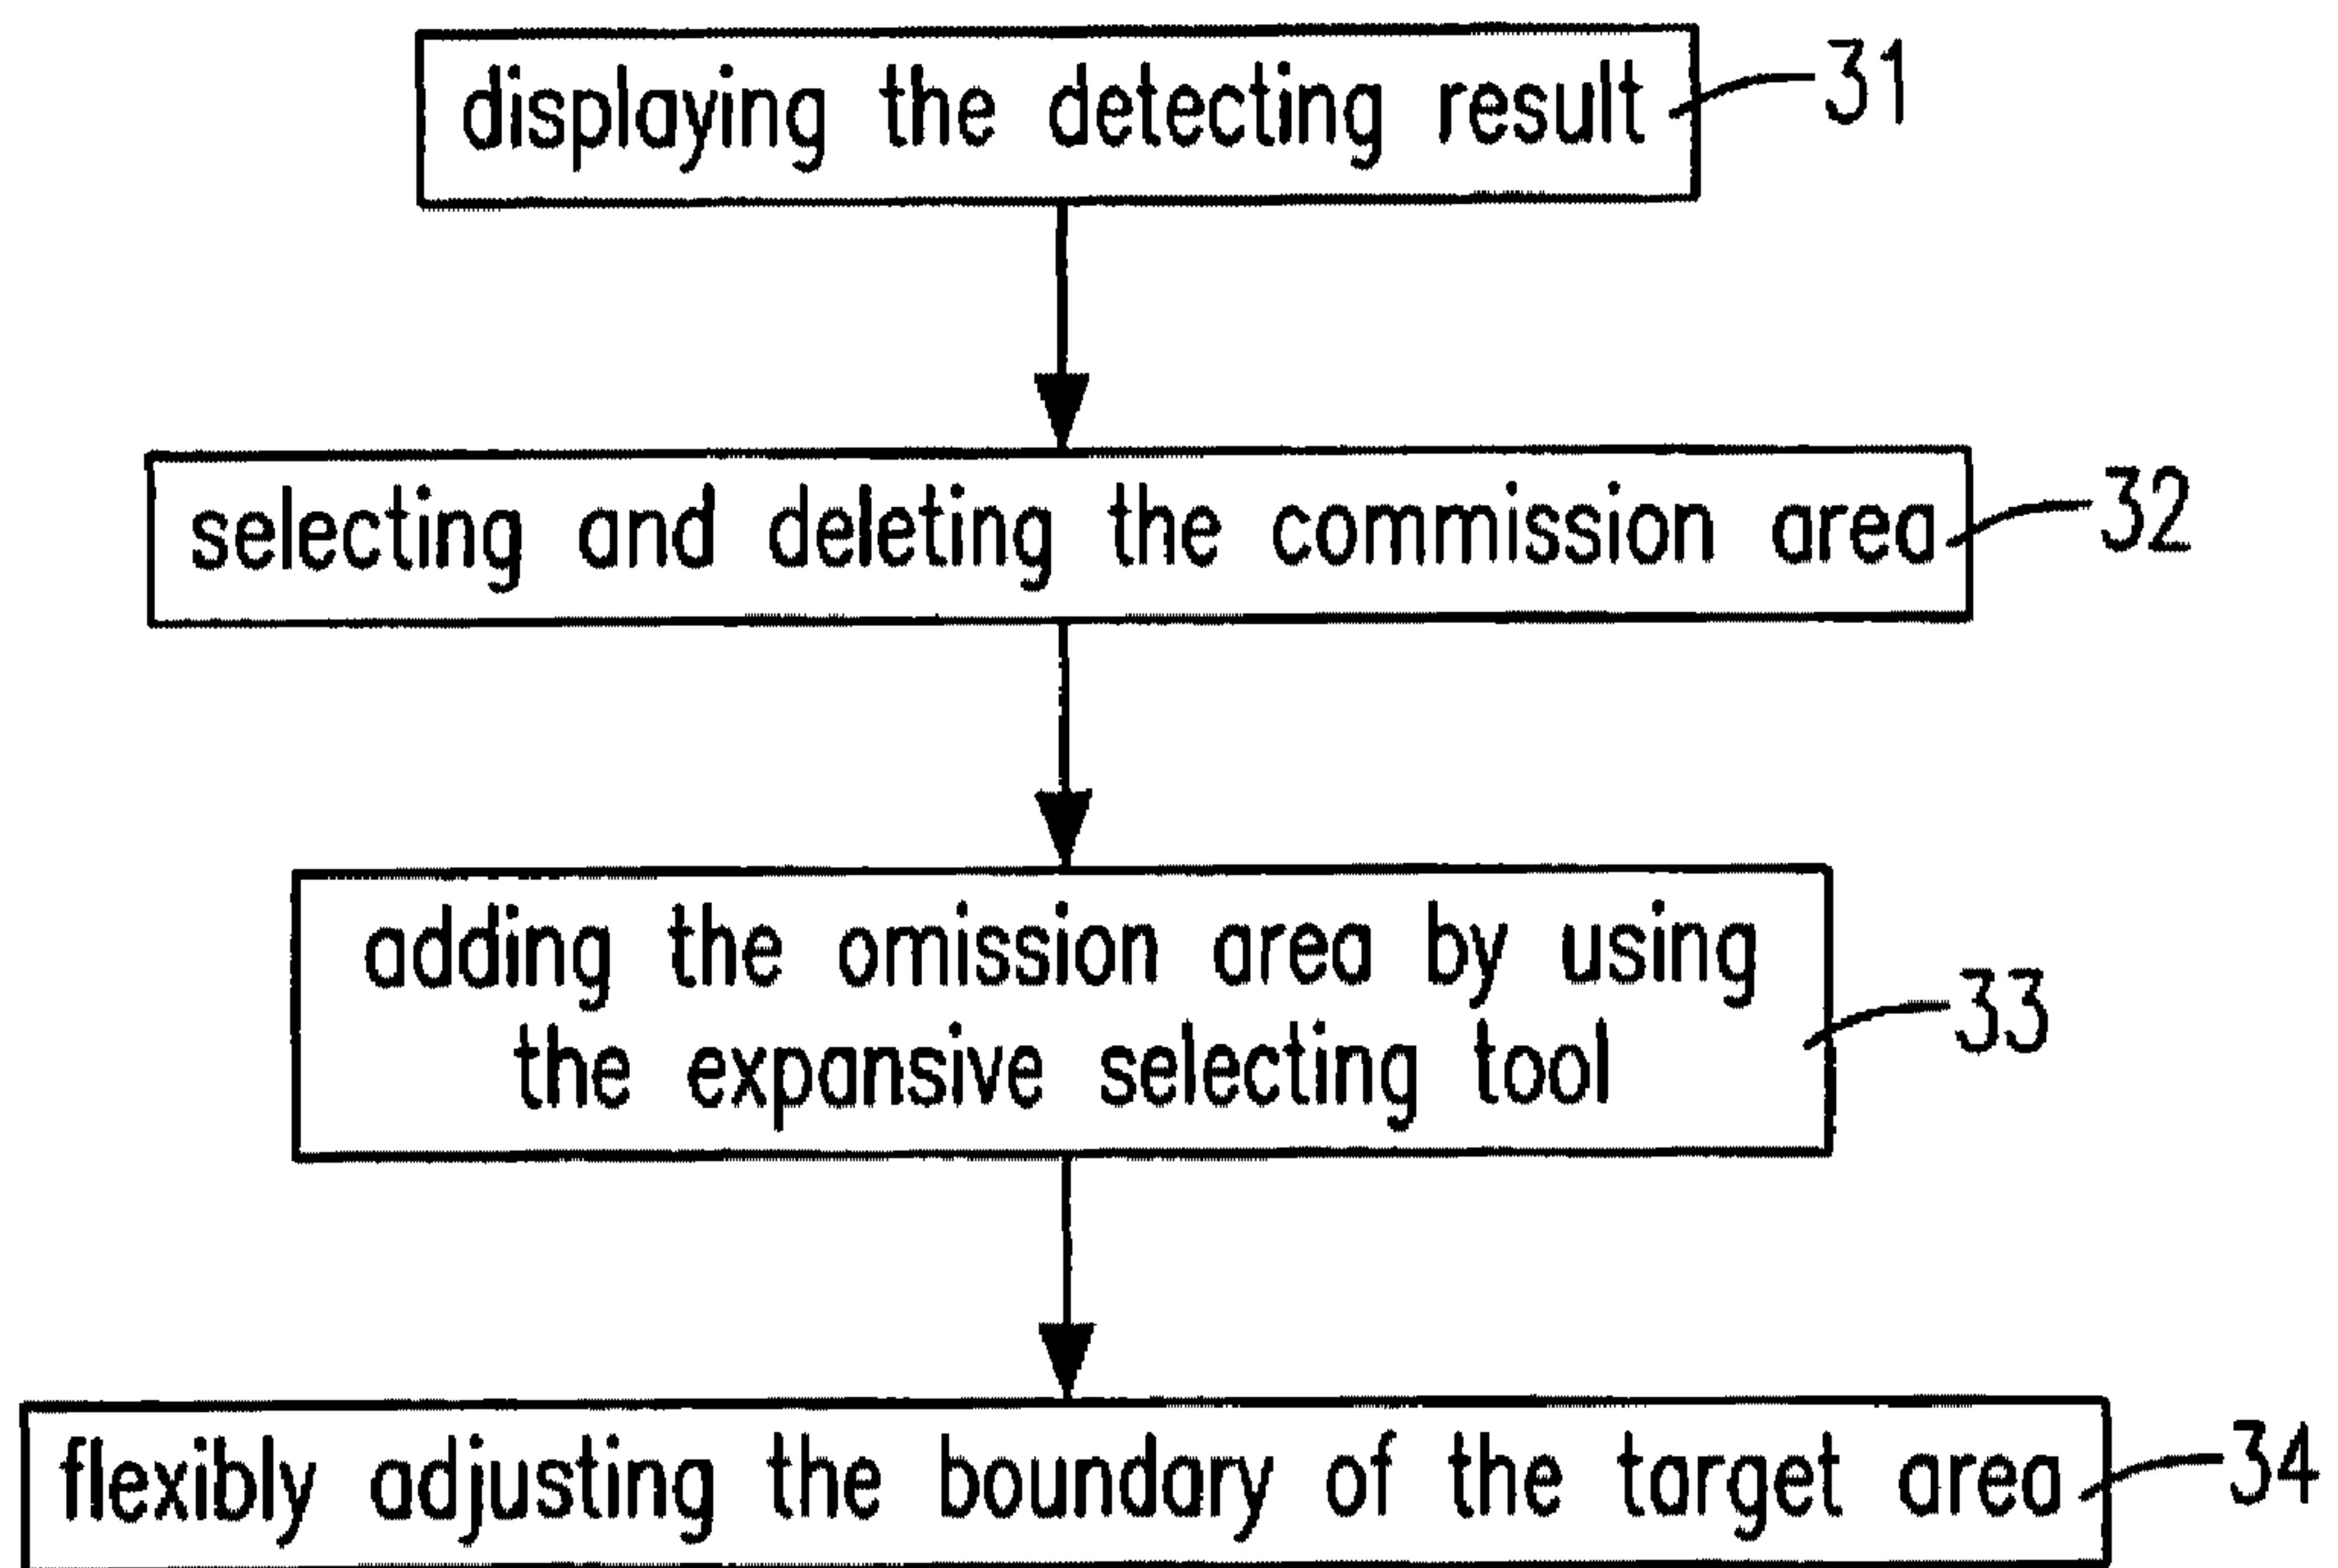 displaying the detecting result 31
selecting and deleting the commission area 32
adding the omission area by using
the expansive selecting tool
33
flexibly adjusting the boundary of the target area 34